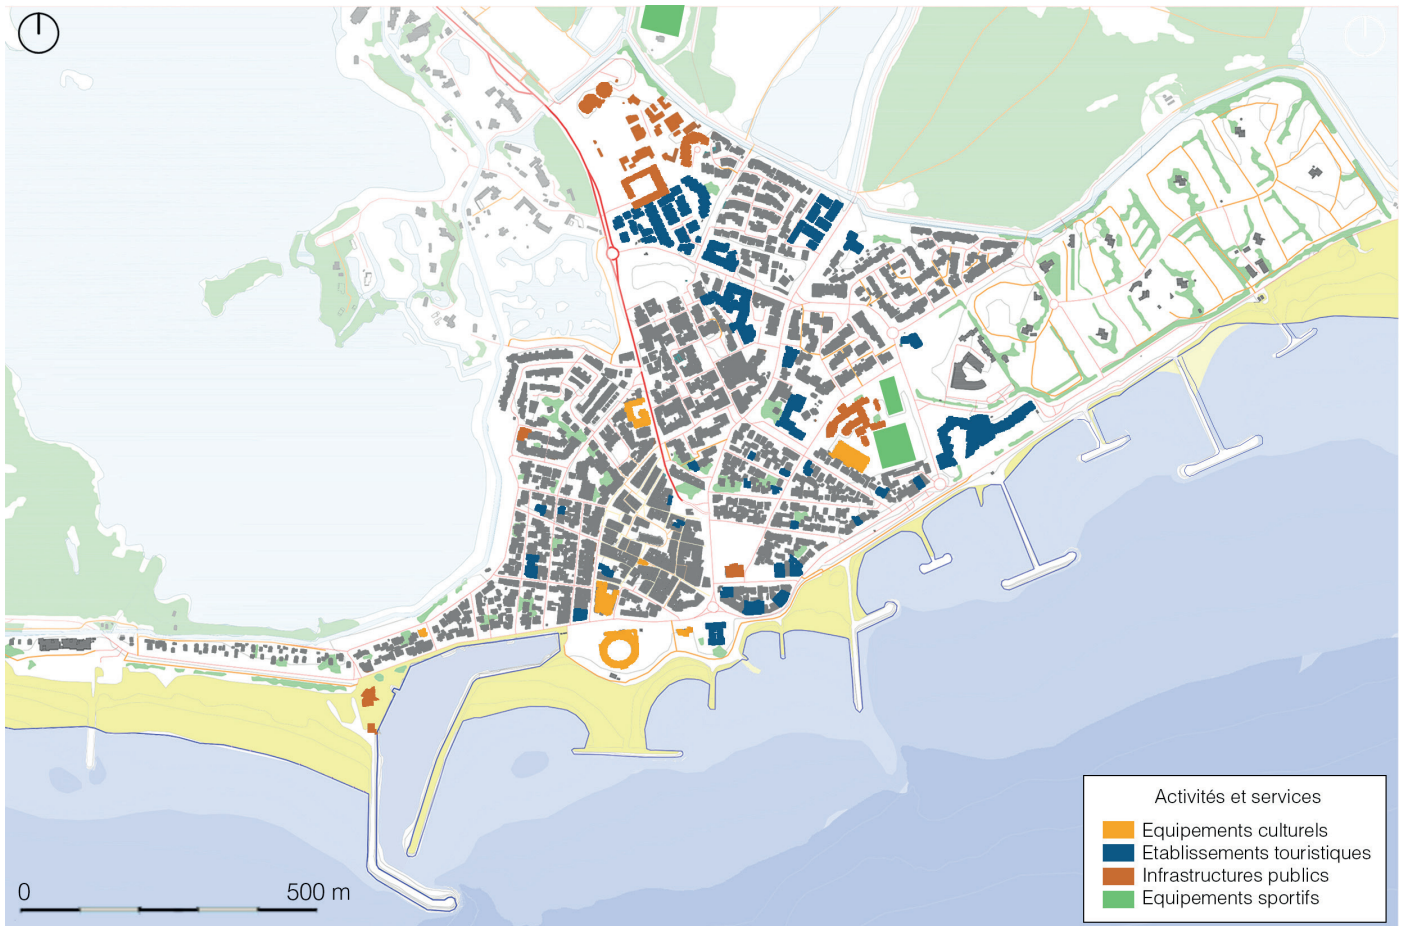 Activités et services
Equipements culturels
Etablissements touristiques
Infrastructures publics
Equipements sportifs
0 500 m